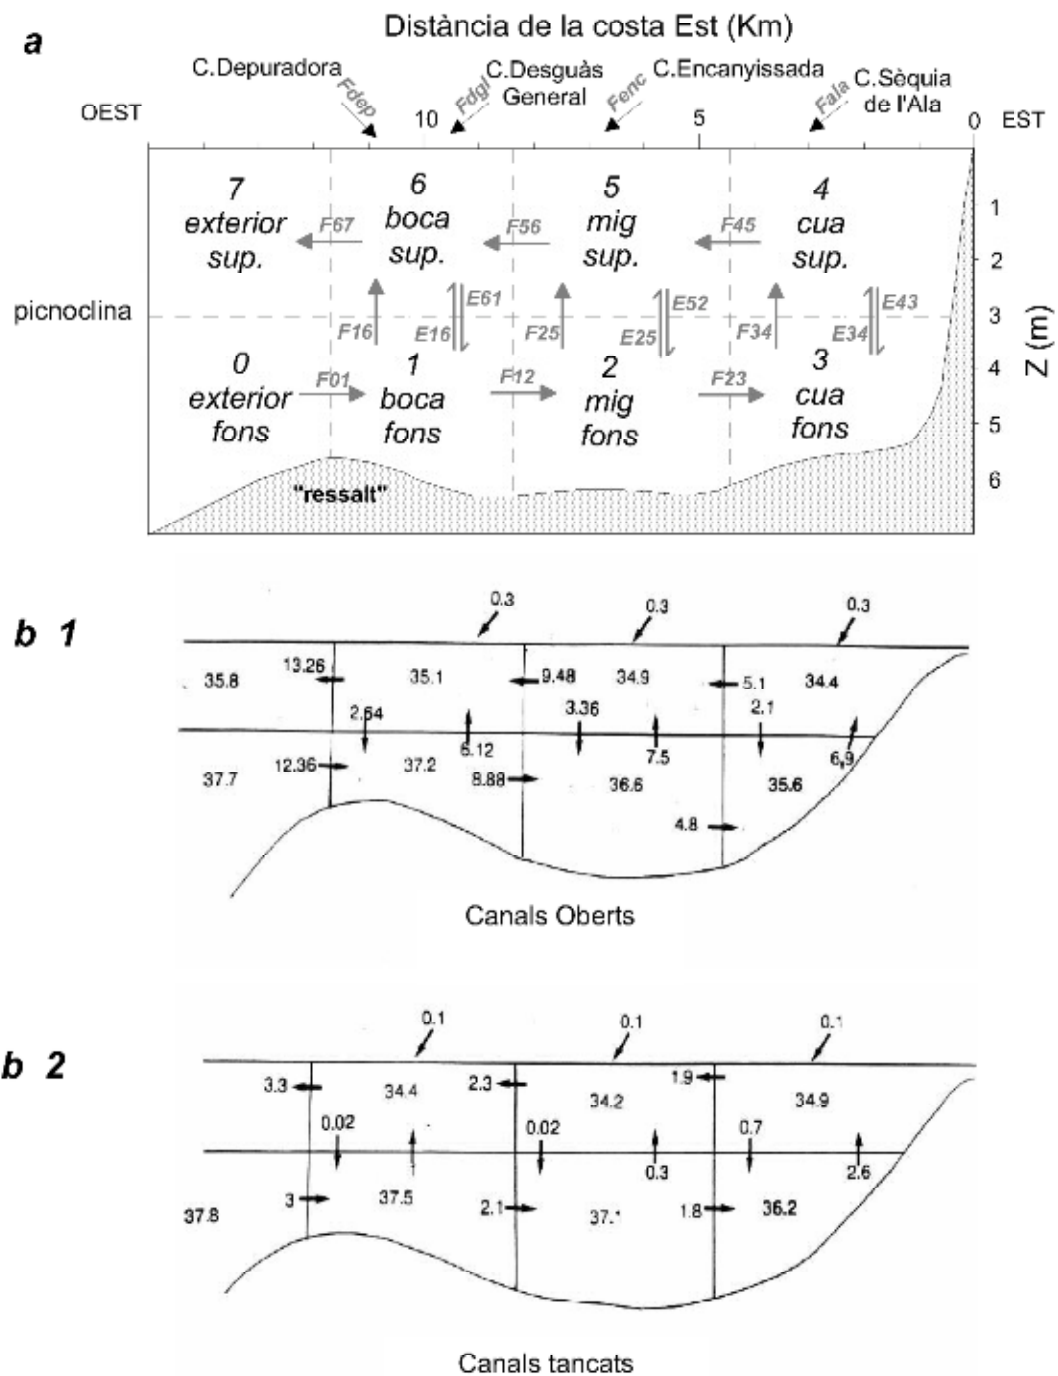 a
Distància de la costa Est (Km)
C.Depuradora
Fdep
Fdgl
C.Desguàs
General
Fenc
C.Encanyissada
Fala
C.Sèquia
de l'Ala
OEST
10
5
0
EST
7
exterior
sup.
6
boca
sup.
5
mig
sup.
4
cua
sup.
F67
F56
F45
1
2
3
4
5
6
Z (m)
picnoclina
F16
E16
E61
F25
E25
E52
F34
E34
E43
0
exterior
fons
1
boca
fons
2
mig
fons
3
cua
fons
F01
F12
F23
"ressalt"
b 1
0.3
0.3
0.3
35.8
13.26
35.1
9.48
34.9
5.1
34.4
2.64
6.12
3.36
7.5
2.1
6,9
37.7
12.36
37.2
8.88
36.6
4.8
35.6
Canals Oberts
b 2
0.1
0.1
0.1
3.3
34.4
2.3
34.2
1.9
34.9
0.02
0.02
0.3
0.7
2.6
37.8
3
37.5
2.1
37.1
1.8
36.2
Canals tancats